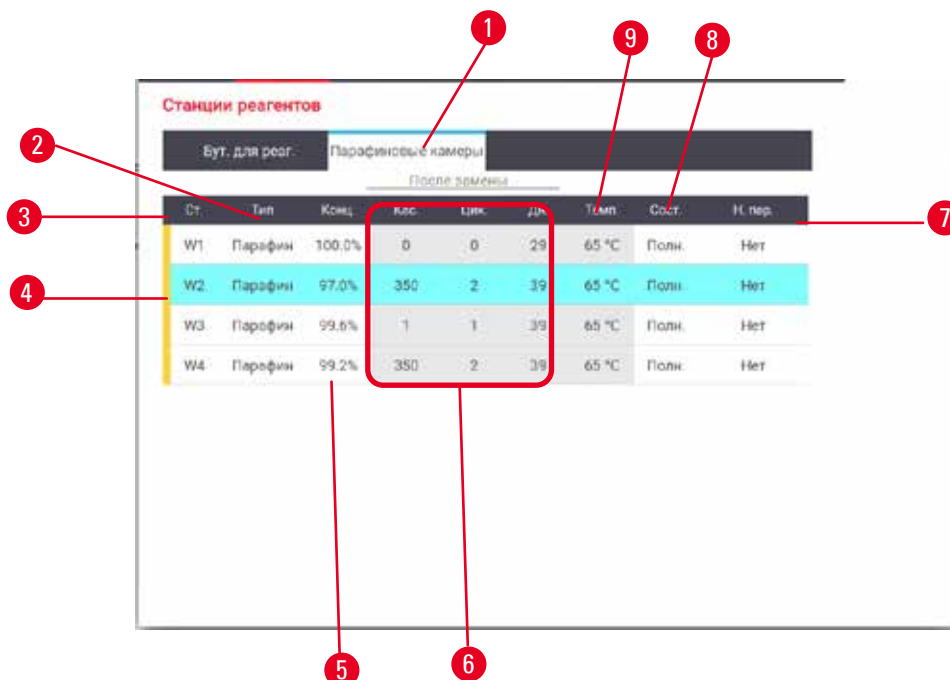 1
9
8
Станции реагентов
2
Бут. для реаг. Парафиновые камеры
После замены
3
7
Ст. Тип Конц. Кас. Цик. Дн. Темп. Сост. Н. пер.
W1 Парафин 100.0% 0 0 29 65 °C Полн. Нет
4
W2 Парафин 97.0% 350 2 39 65 °C Полн. Нет
W3 Парафин 99.6% 1 1 39 65 °C Полн. Нет
W4 Парафин 99.2% 350 2 39 65 °C Полн. Нет
5
6